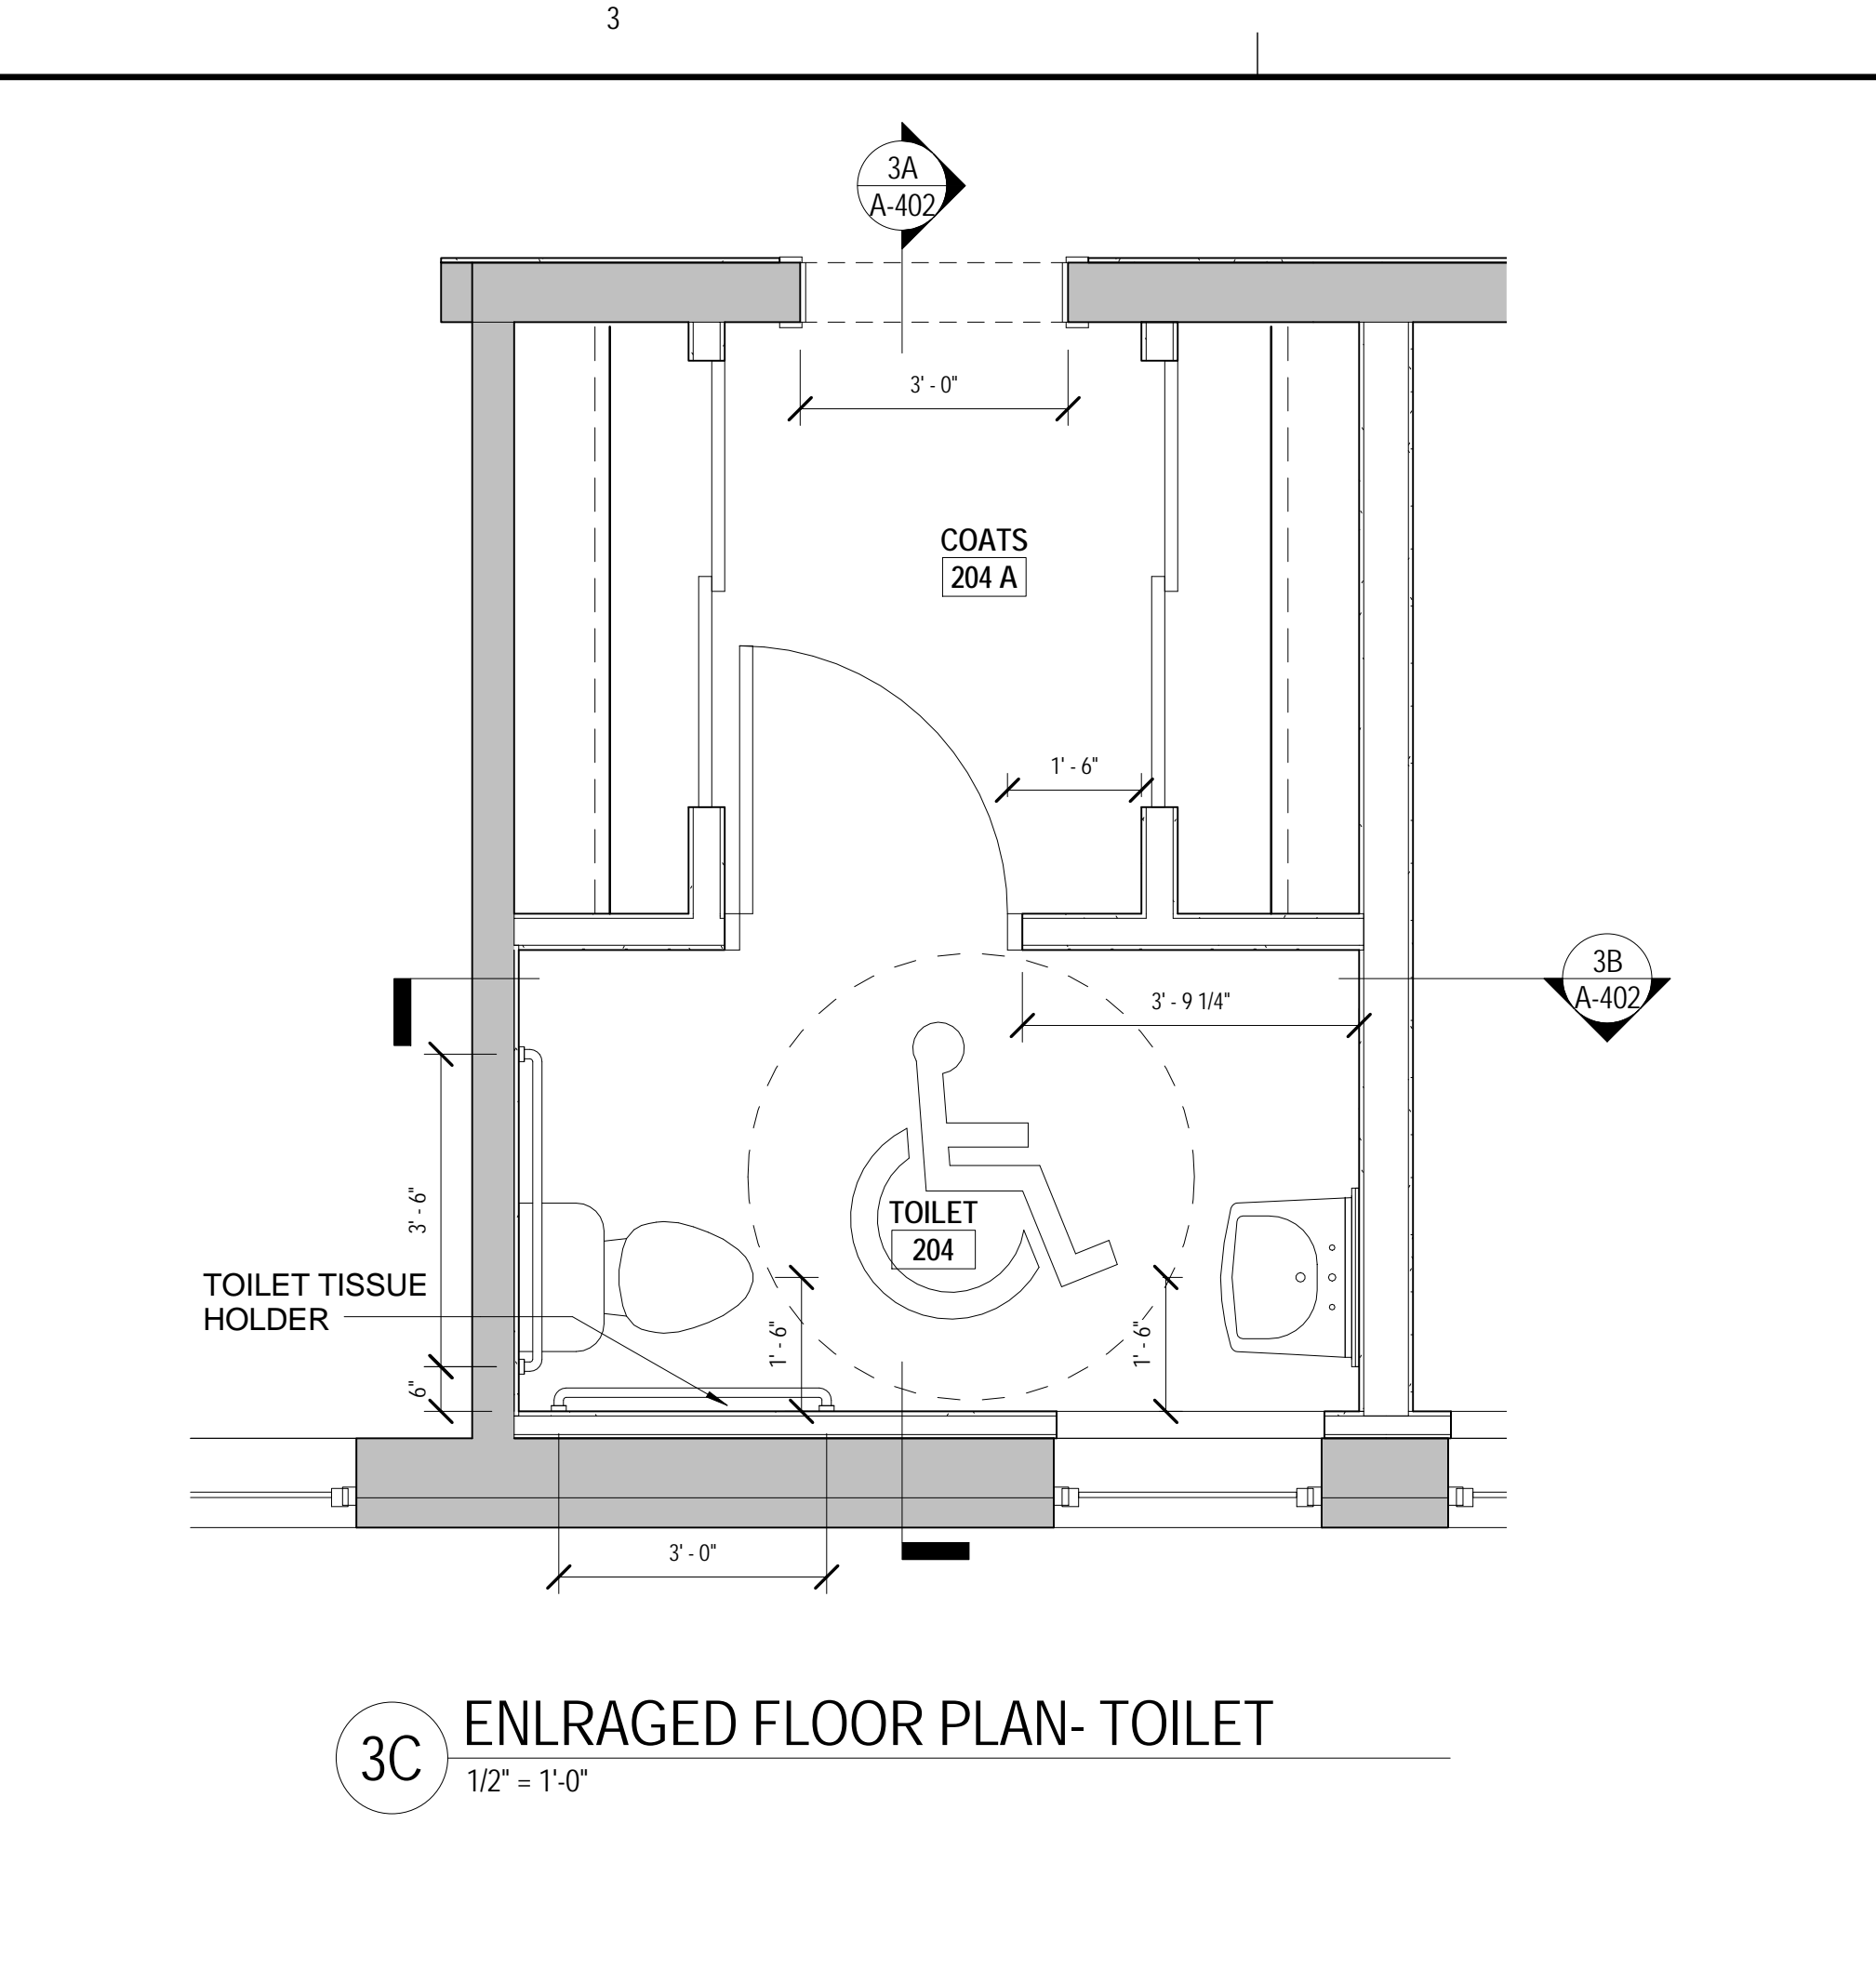 3
3A
A-402
3' - 0"
COATS
204 A
1' - 6"
3B
A-402
3' - 9 1/4"
3' - 6"
TOILET
204
TOILET TISSUE
HOLDER
1' - 6"
1' - 6"
6"
3' - 0"
3C
ENLRAGED FLOOR PLAN- TOILET
1/2" = 1'-0"